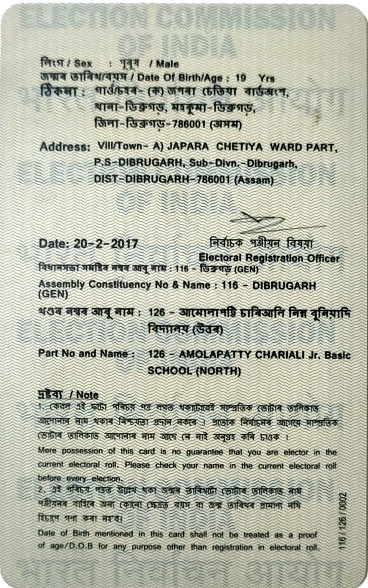 ELECTION COMMISSION
OF INDIA
লিংগ / Sex : পুৰুষ / Male
জন্মৰ তাৰিখ/বয়স / Date Of Birth/Age : 19 Yrs
ঠিকনা : গাওঁ/চহৰ- (ক) জপৰা চেতিয়া ৱাৰ্ডঅংশ,
থানা-ডিব্ৰুগড়, মহকুমা-ডিব্ৰুগড়,
জিলা-ডিব্ৰুগড়-786001 (অসম)
Address: Vill/Town- A) JAPARA CHETIYA WARD PART,
P.S-DIBRUGARH, Sub-Divn.-Dibrugarh,
DIST-DIBRUGARH-786001 (Assam)
Date: 20-2-2017
নিৰ্বাচক পঞ্জীয়ন বিষয়া
Electoral Registration Officer
বিধানসভা সমষ্টিৰ নম্বৰ আৰু নাম : 116 - ডিব্ৰুগড় (GEN)
Assembly Constituency No & Name : 116 - DIBRUGARH
(GEN)
খণ্ডৰ নম্বৰ আৰু নাম : 126 - আমোলাপট্টি চাৰিআলি নিম্ন বুনিয়াদি
বিদ্যালয় (উত্তৰ)
Part No and Name : 126 - AMOLAPATTY CHARIALI Jr. Basic
SCHOOL (NORTH)
দ্ৰষ্টব্য / Note
1. কেৱল এই ফটো পৰিচয় পত্ৰ লগত থকাটোৱেই সাম্প্ৰতিক ভোটাৰ তালিকাত
আপোনাৰ নাম থকাৰ নিশ্চয়তা প্ৰদান নকৰে । প্ৰত্যেক নিৰ্বাচনৰ আগেয়ে সাম্প্ৰতিক
ভোটাৰ তালিকাত আপোনাৰ নাম আছে নে নাই অনুগ্ৰহ কৰি চাওক ।
Mere possession of this card is no guarantee that you are elector in the
current electoral roll. Please check your name in the current electoral roll
before every election.
2. এই পৰিচয় পত্ৰত উল্লেখ থকা জন্মৰ তাৰিখটো ভোটাৰ তালিকাত নাম
পঞ্জীয়নৰ বাহিৰে অন্য কোনো ক্ষেত্ৰত বয়স বা জন্ম তাৰিখৰ প্ৰমাণ নথি
হিচাপে গণ্য কৰা নহ'ব।
Date of Birth mentioned in this card shall not be treated as a proof
of age/D.O.B for any purpose other than registration in electoral roll.
116 / 126 / 0002